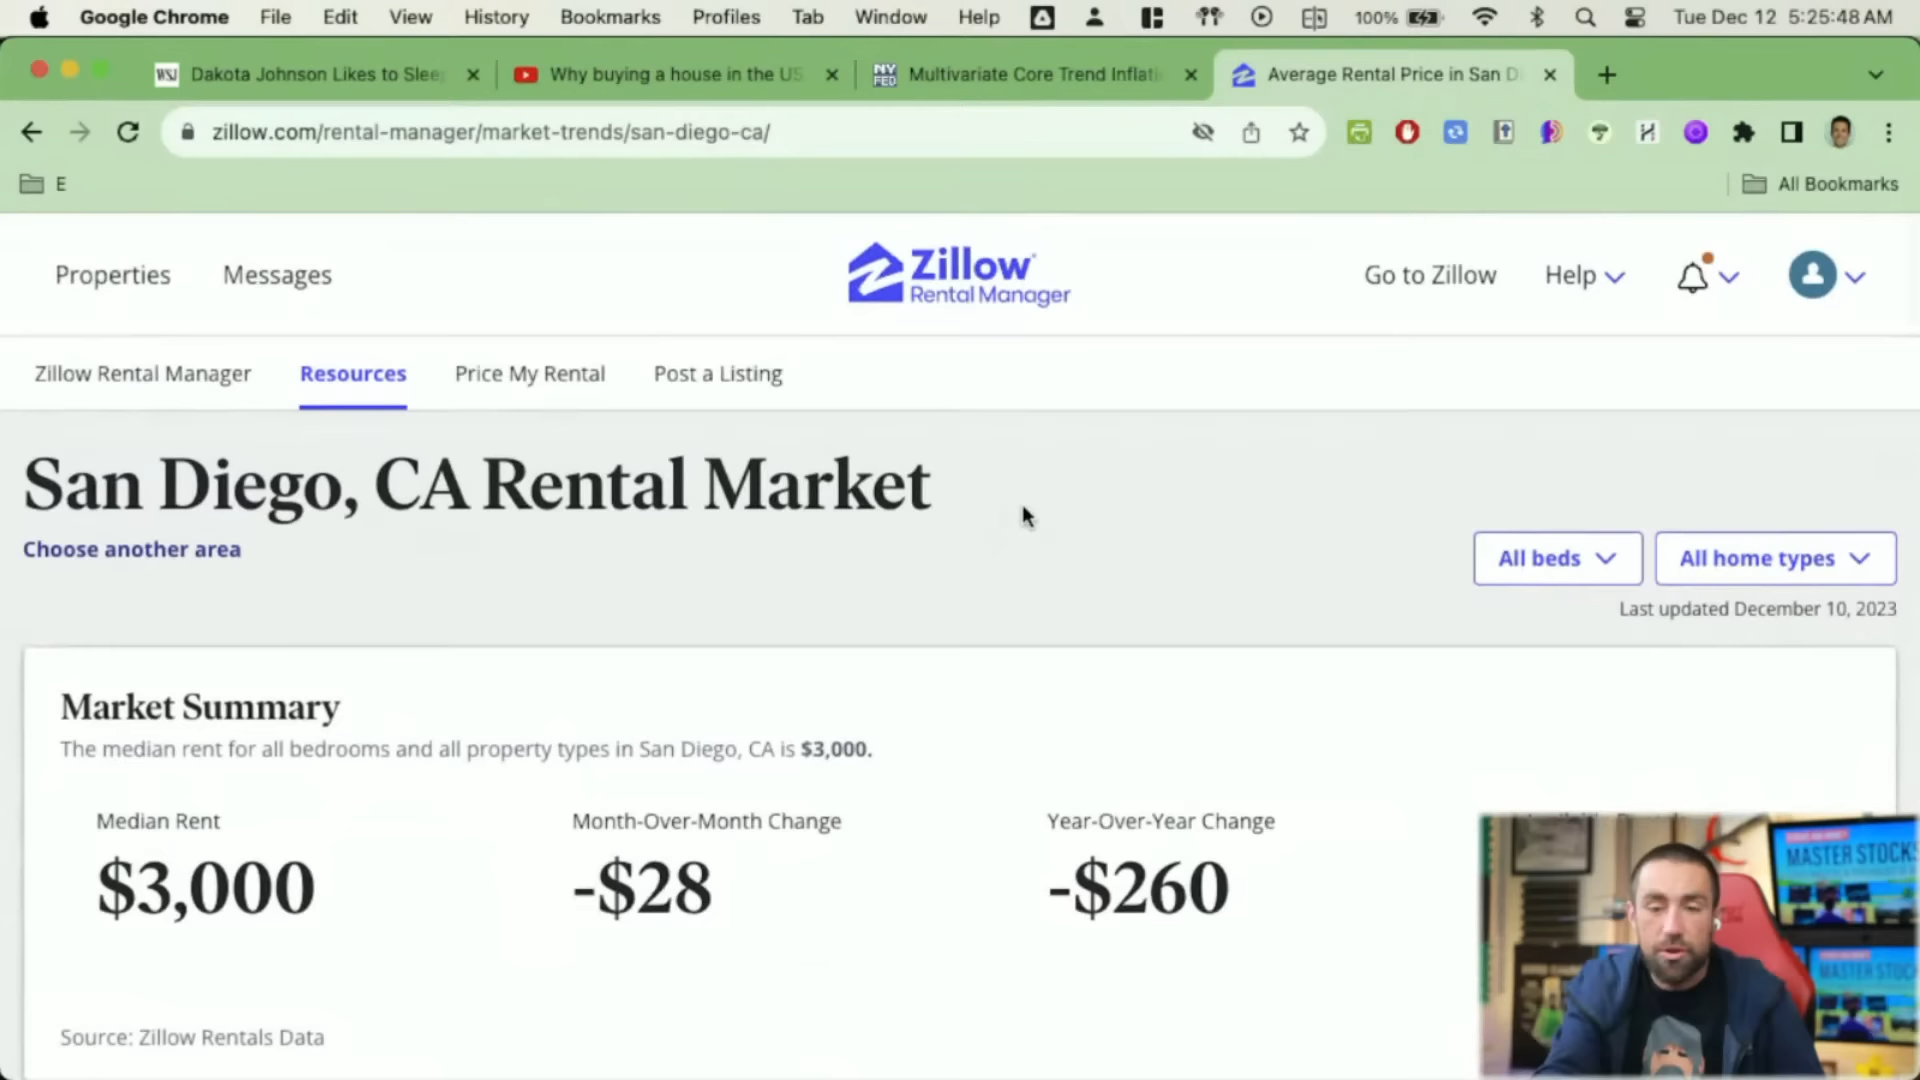 Google Chrome File Edit View History Bookmarks Profiles Tab Window Help 100% Tue Dec 12 5:25:48 AM
WSJ Dakota Johnson Likes to Slee
Why buying a house in the US
NY FED Multivariate Core Trend Inflati
Average Rental Price in San D
zillow.com/rental-manager/market-trends/san-diego-ca/
E
All Bookmarks
Properties Messages
Zillow
Rental Manager
Go to Zillow Help
Zillow Rental Manager Resources Price My Rental Post a Listing
San Diego, CA Rental Market
Choose another area
All beds All home types
Last updated December 10, 2023
Market Summary
The median rent for all bedrooms and all property types in San Diego, CA is $3,000.
Median Rent Month-Over-Month Change Year-Over-Year Change
$3,000 -$28 -$260
MASTER STOCKS
MASTER STOC
Source: Zillow Rentals Data